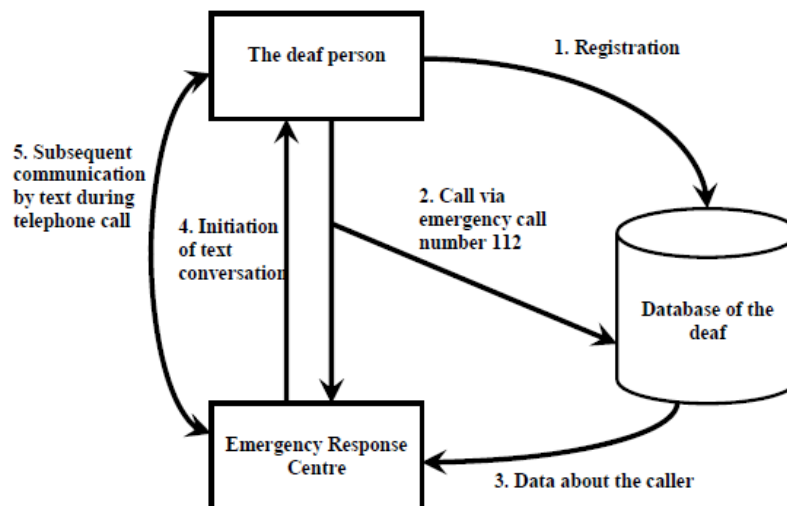 The deaf person
1. Registration
5. Subsequent
communication
by text during
telephone call
4. Initiation
of text
conversation
2. Call via
emergency call
number 112
Database of the
deaf
Emergency Response
Centre
3. Data about the caller